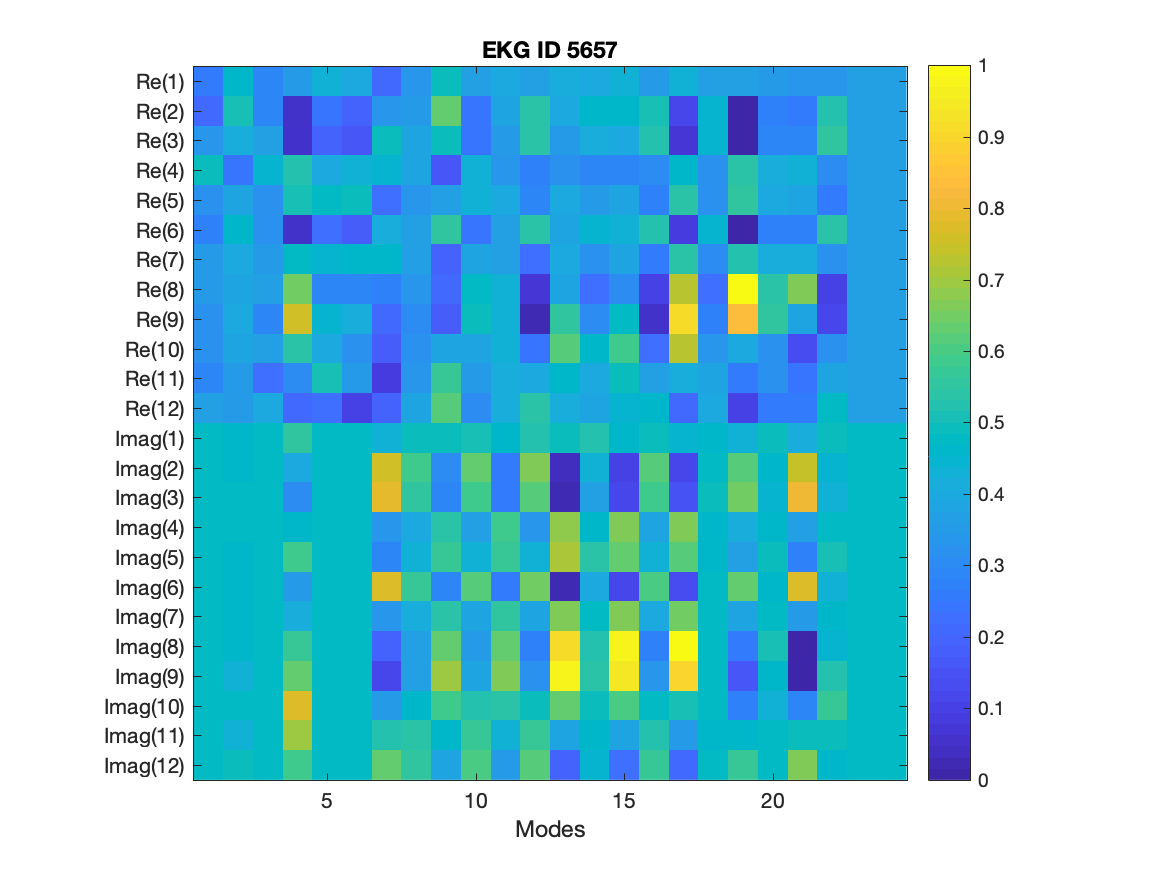 EKG ID 5657
Re(1)
Re(2)
Re(3)
Re(4)
Re(5)
Re(6)
Re(7)
Re(8)
Re(9)
Re(10)
Re(11)
Re(12)
Imag(1)
Imag(2)
Imag(3)
Imag(4)
Imag(5)
Imag(6)
Imag(7)
Imag(8)
Imag(9)
Imag(10)
Imag(11)
Imag(12)
5 10 15 20
Modes
1
0.9
0.8
0.7
0.6
0.5
0.4
0.3
0.2
0.1
0